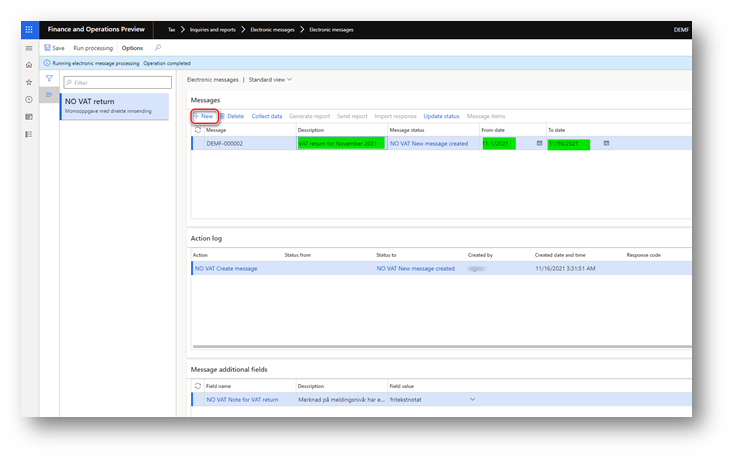 Finance and Operations Preview
Tax > Inquiries and reports > Electronic messages > Electronic messages
DEMF
Save Run processing Options
Running electronic message processing Operation completed
Filter
NO VAT return
Momsoppgave med direkte innsending
Electronic messages | Standard view
Messages
+ New Delete Collect data Generate report Send report Import response Update status Message items
Message Description Message status From date To date
DEMF-000002 VAT return for November 2021 NO VAT New message created 11/1/2021 11/30/2021
Action log
Action Status from Status to Created by Created date and time Response code
NO VAT Create message NO VAT New message created 11/16/2021 3:31:51 AM
Message additional fields
Field name Description Field value
NO VAT Note for VAT return Merknad på meldingsnivå: har e... fritekstnotat